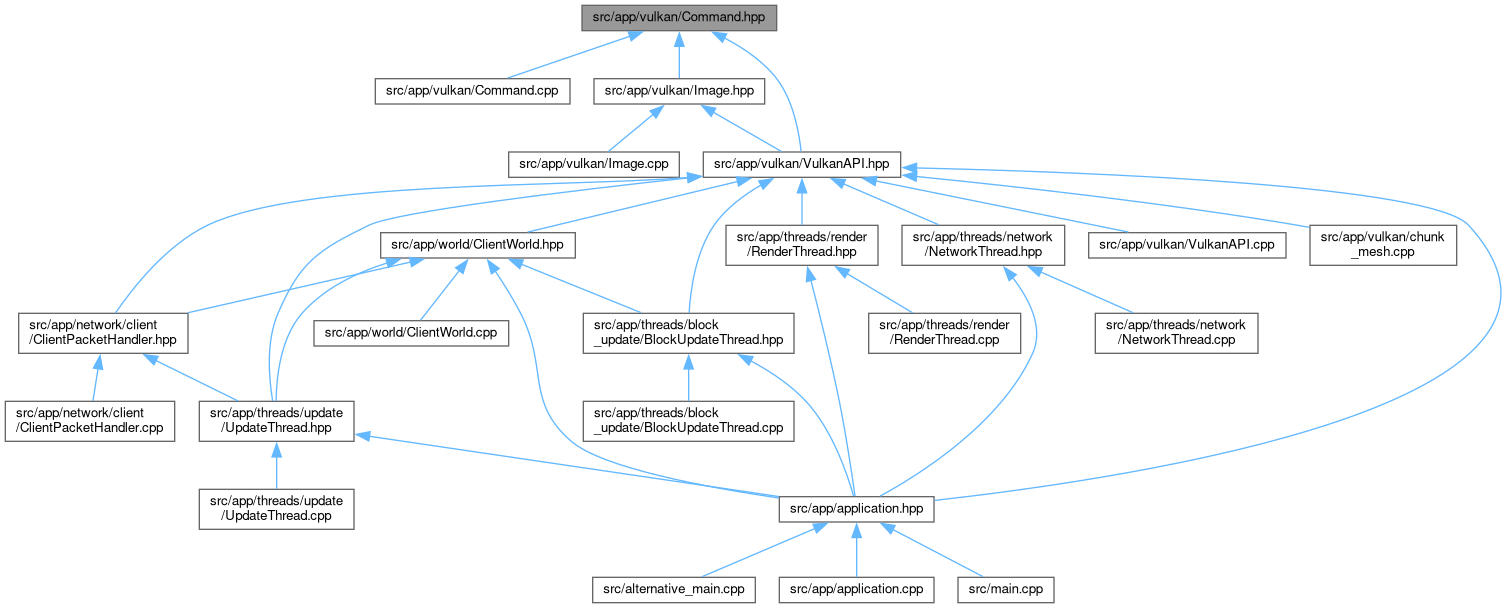 src/app/vulkan/Command.hpp
src/app/vulkan/Command.cpp
src/app/vulkan/Image.hpp
src/app/vulkan/Image.cpp
src/app/vulkan/VulkanAPI.hpp
src/app/world/ClientWorld.hpp
src/app/threads/render
/RenderThread.hpp
src/app/threads/network
/NetworkThread.hpp
src/app/vulkan/VulkanAPI.cpp
src/app/vulkan/chunk
_mesh.cpp
src/app/network/client
/ClientPacketHandler.hpp
src/app/world/ClientWorld.cpp
src/app/threads/block
_update/BlockUpdateThread.hpp
src/app/threads/render
/RenderThread.cpp
src/app/threads/network
/NetworkThread.cpp
src/app/network/client
/ClientPacketHandler.cpp
src/app/threads/update
/UpdateThread.hpp
src/app/threads/block
_update/BlockUpdateThread.cpp
src/app/threads/update
/UpdateThread.cpp
src/app/application.hpp
src/alternative_main.cpp
src/app/application.cpp
src/main.cpp